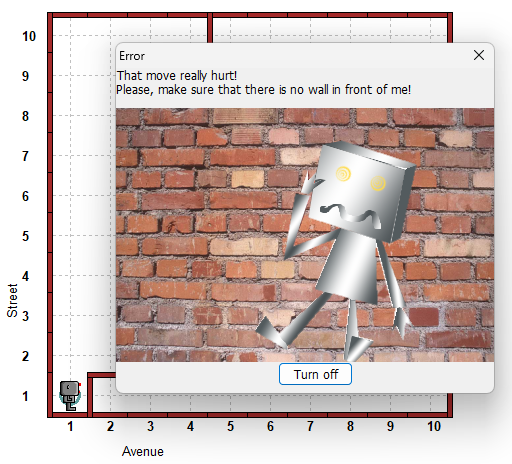 Error
That move really hurt!
Please, make sure that there is no wall in front of me!
Turn off
10
9
8
7
6
5
4
3
2
1
Street
1 2 3 4 5 6 7 8 9 10
Avenue